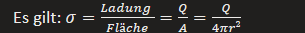 Es gilt: σ = Ladung/Fläche = Q/A = Q/4πr²